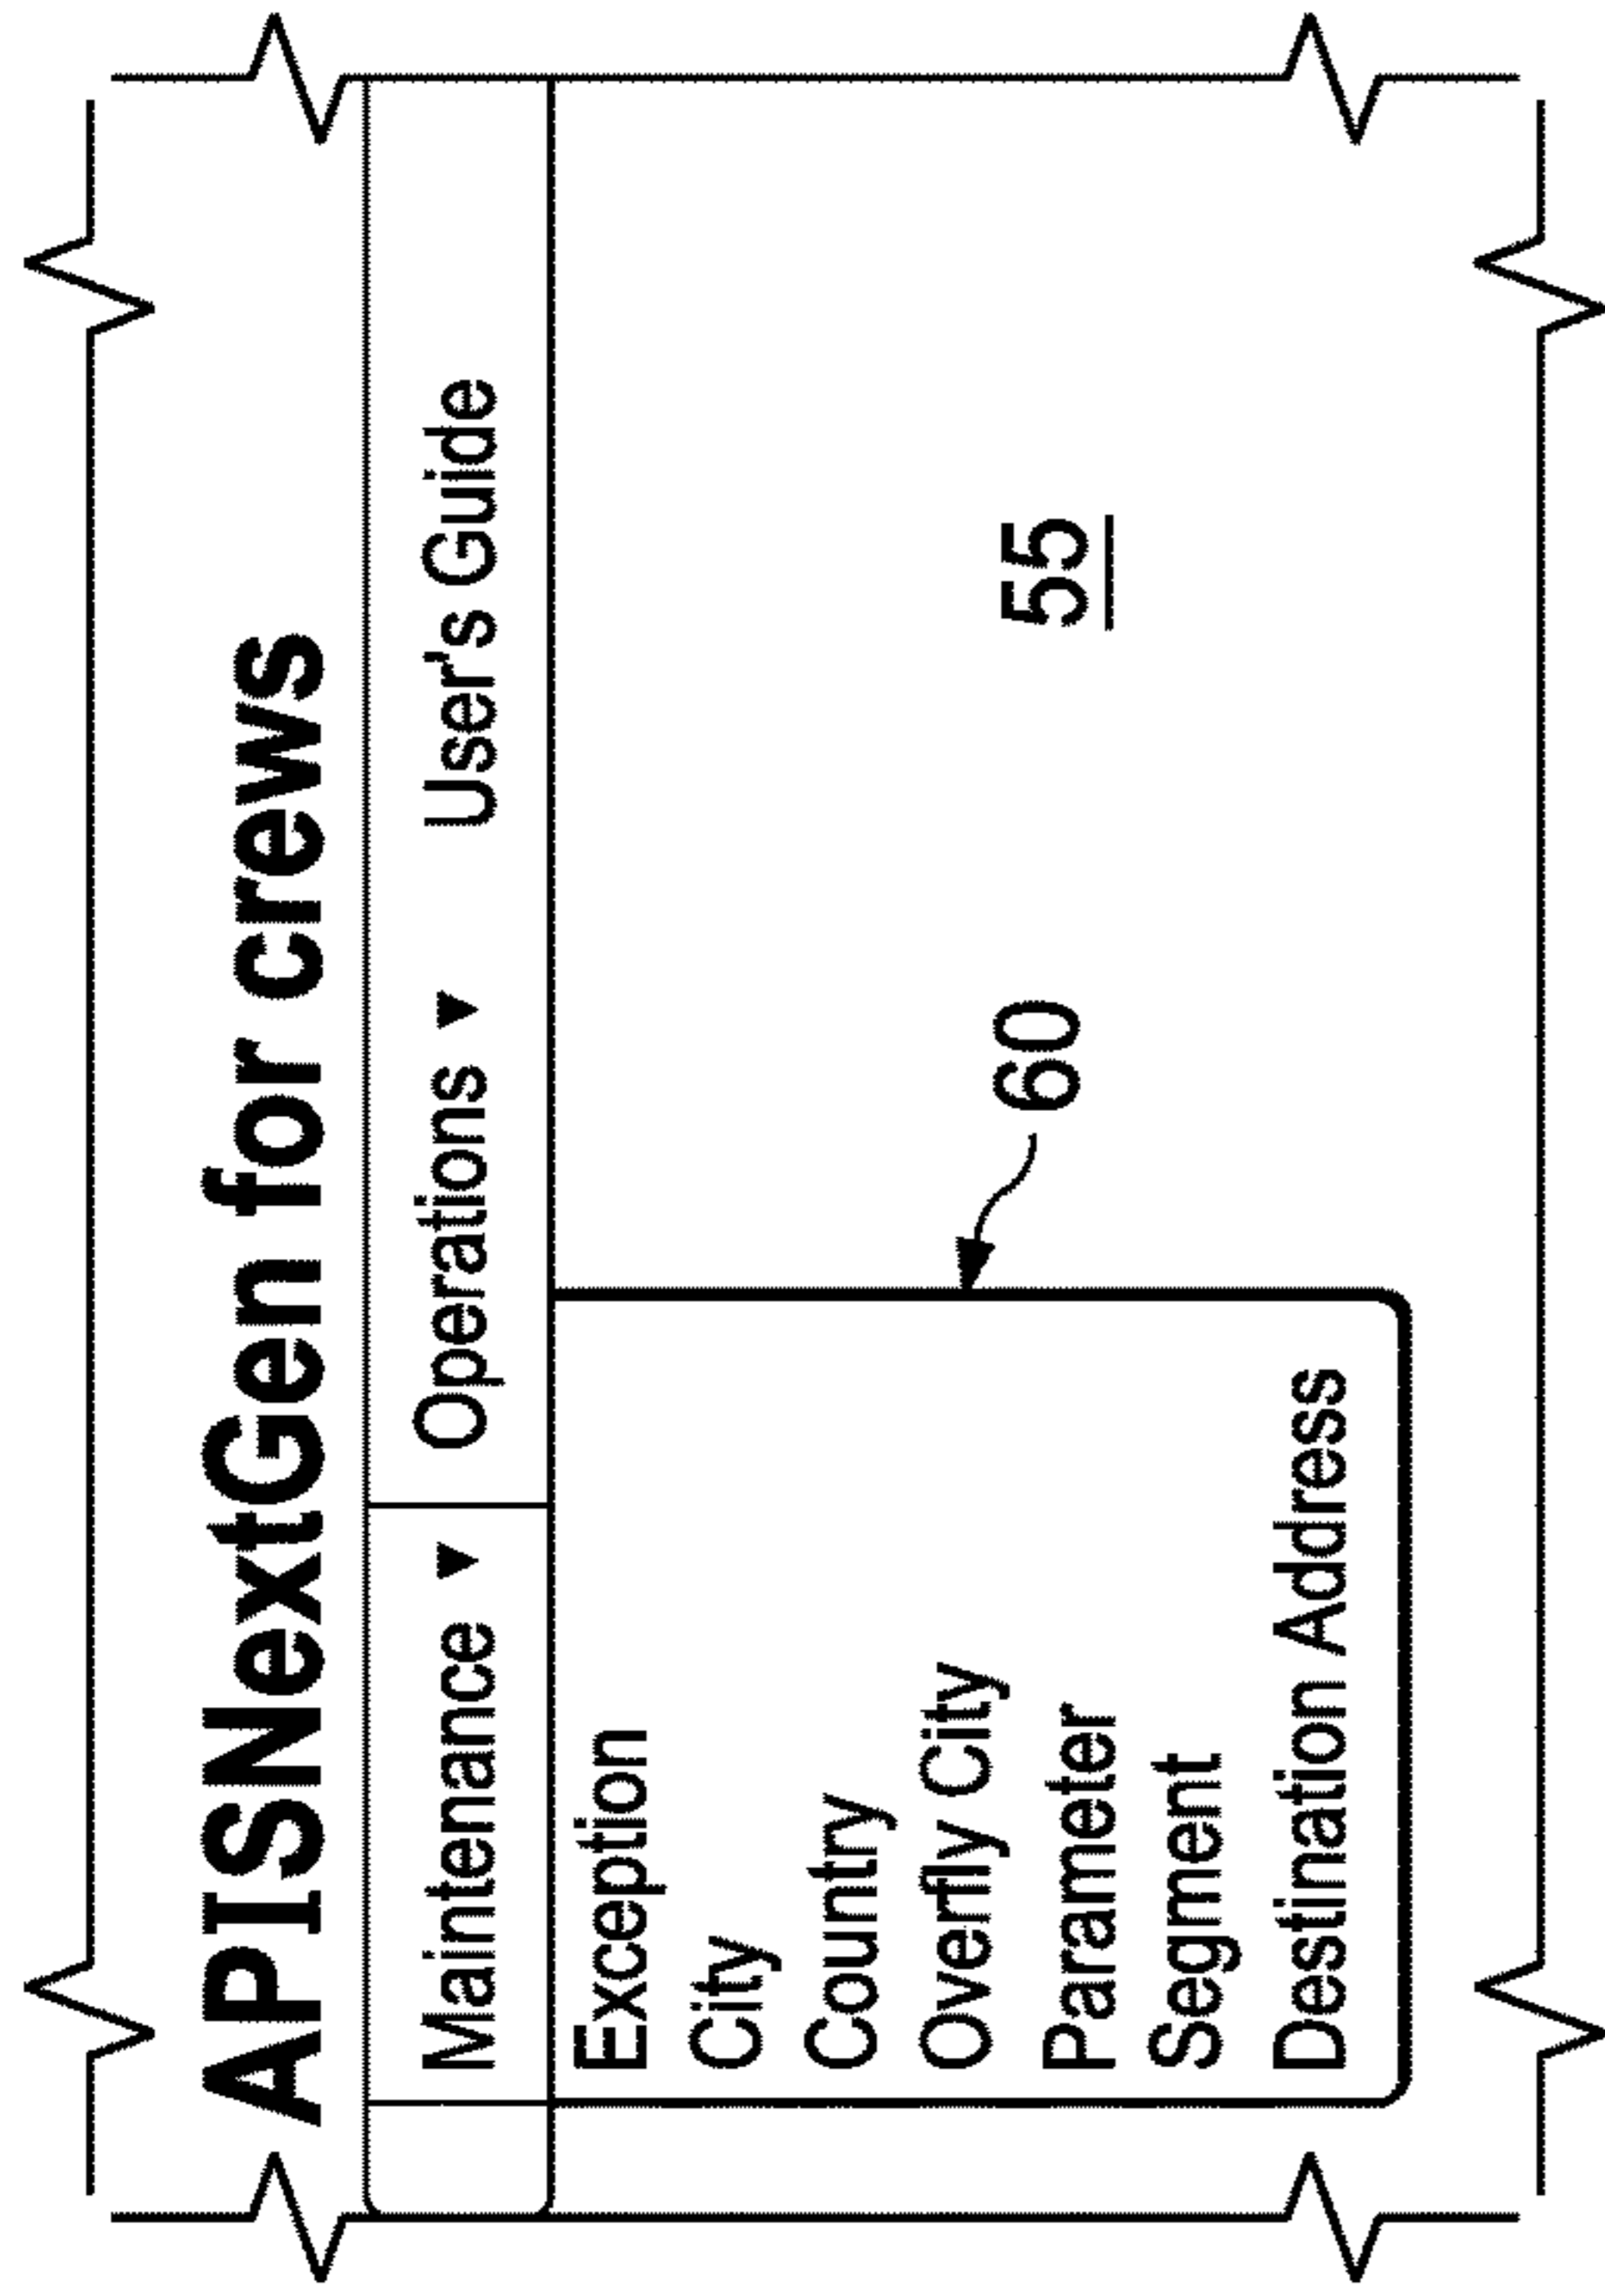 APISNextGen for crews
Maintenance ▼ Operations ▼ User's Guide
Exception
City
Country
Overfly City
Parameter
Segment
Destination Address
60
55